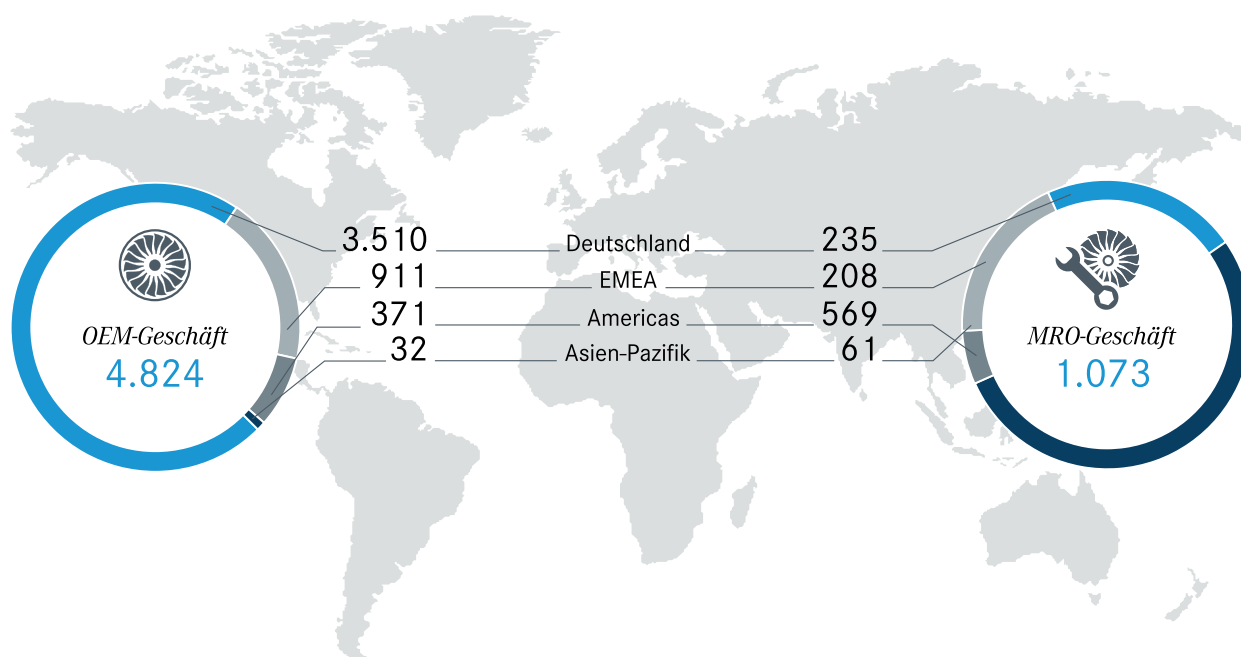 3.510 Deutschland 235
911 EMEA 208
371 Americas 569
32 Asien-Pazifik 61
OEM-Geschäft
4.824
MRO-Geschäft
1.073